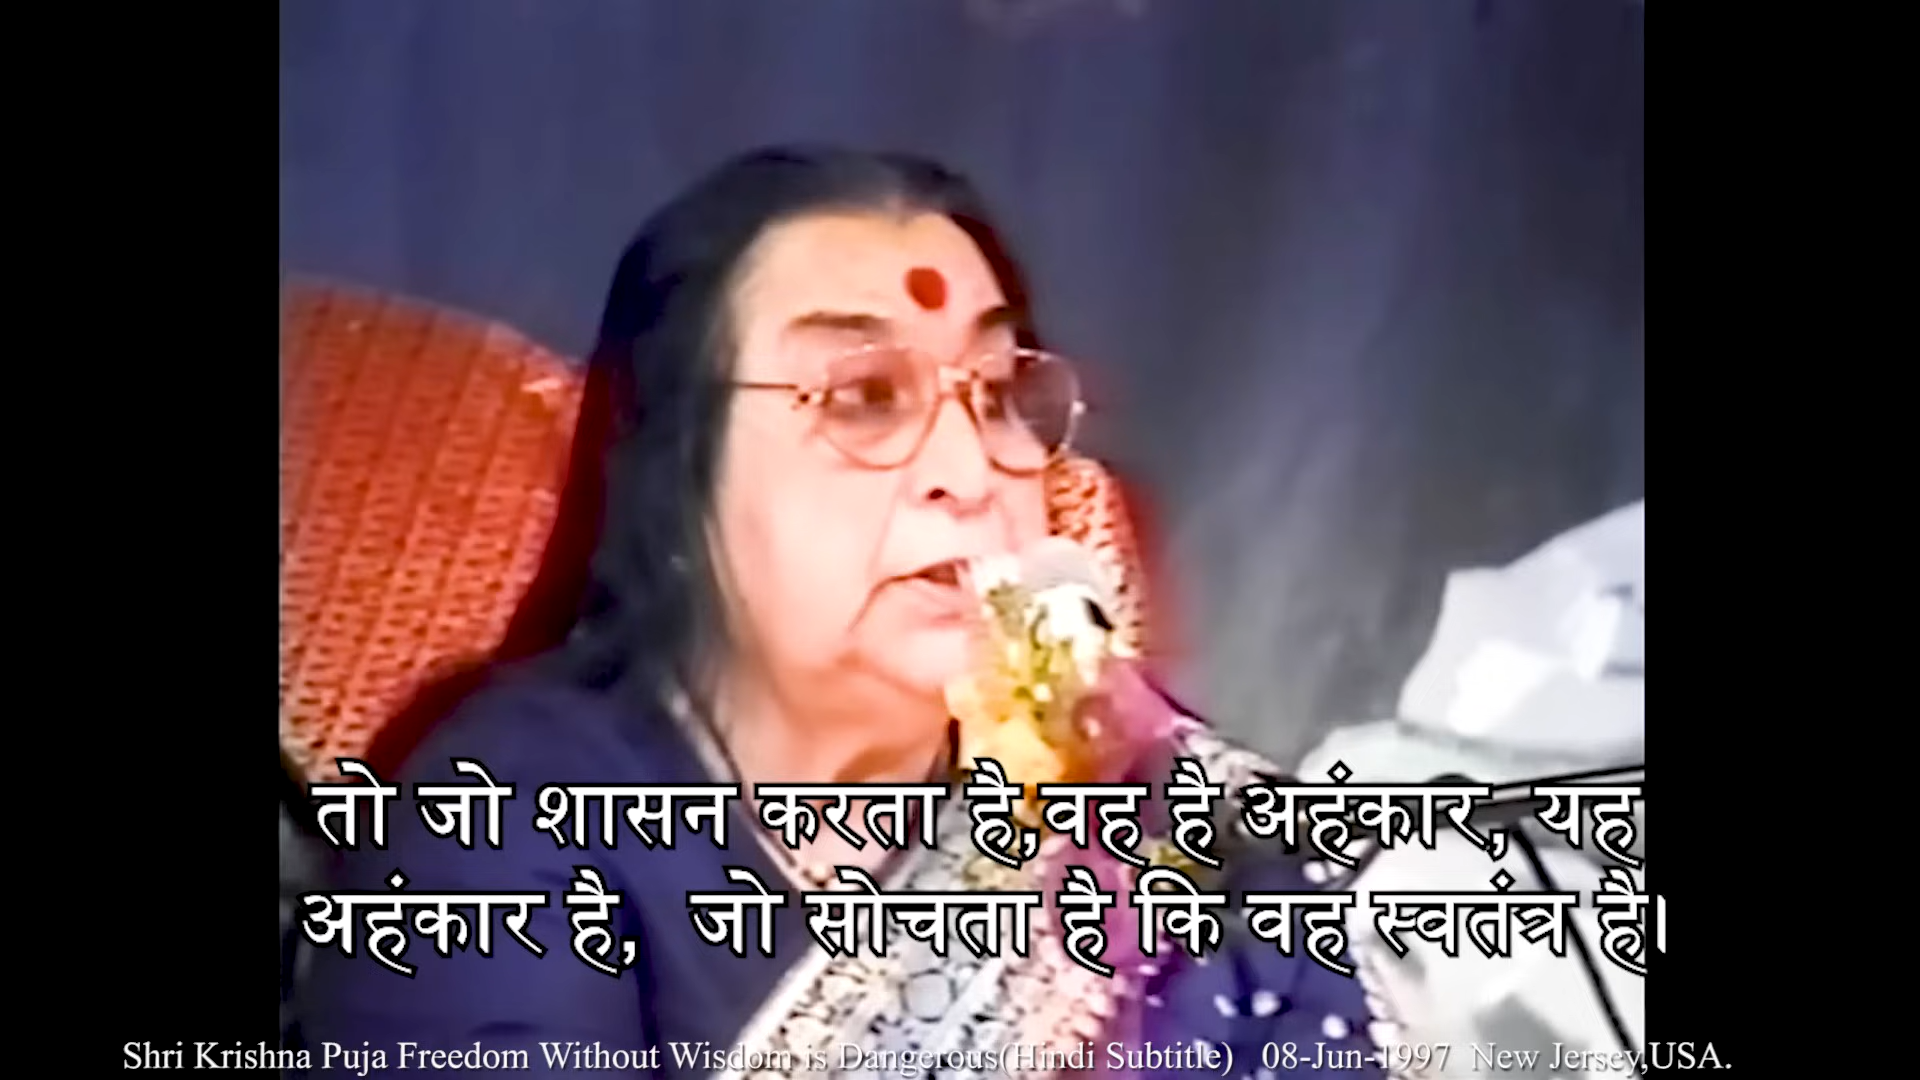 तो जो शासन करता है,वह है अहंकार, यह
अहंकार है, जो सोचता है कि वह स्वतंत्र है।
Shri Krishna Puja Freedom Without Wisdom is Dangerous(Hindi Subtitle) 08-Jun-1997 New Jersey,USA.